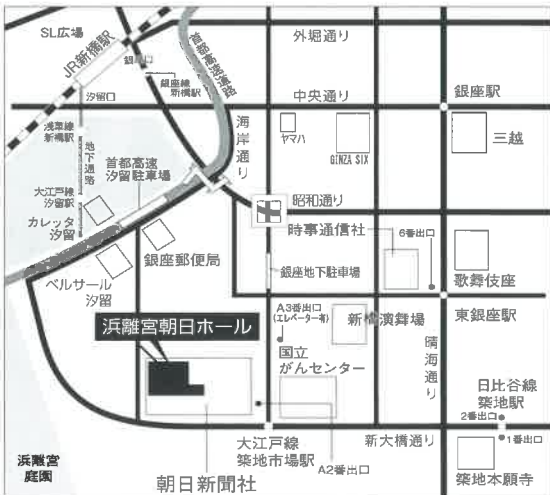 SL広場
JR新橋駅
銀座口
銀座線
新橋駅
首都高速道路
外堀通り
汐留口
中央通り
銀座駅
浅草線
新橋駅
地下通路
海岸通り
ヤマハ
GINZA SIX
三越
大江戸線
汐留駅
首都高速
汐留駐車場
昭和通り
カレッタ
汐留
時事通信社
6番出口
銀座郵便局
銀座地下駐車場
歌舞伎座
ベルサール
汐留
A3番出口
(エレベーター有)
新橋演舞場
東銀座駅
浜離宮朝日ホール
国立
がんセンター
晴海通り
日比谷線
築地駅
2番出口
1番出口
大江戸線
築地市場駅
新大橋通り
A2番出口
浜離宮
庭園
朝日新聞社
築地本願寺